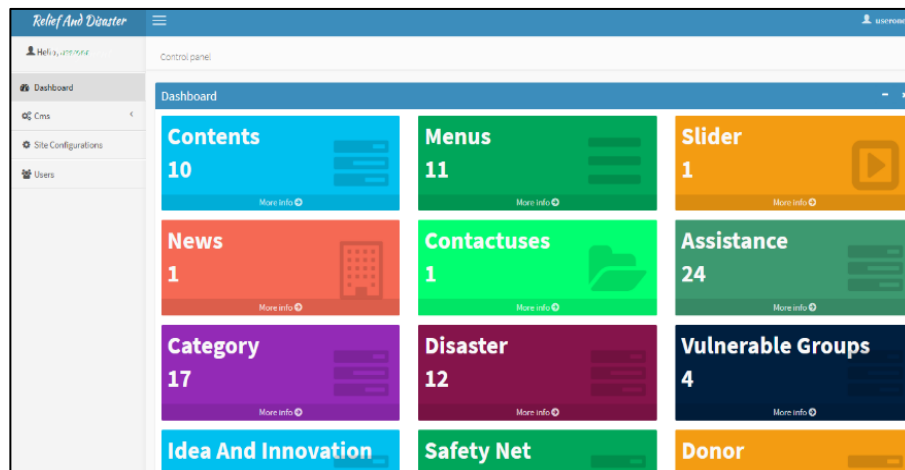 Relief And Disaster
userone
Hello,
Control panel
Dashboard
Cms
Site Configurations
Users
Dashboard
Contents
10
More info
Menus
11
More info
Slider
1
More info
News
1
More info
Contactuses
1
More info
Assistance
24
More info
Category
17
More info
Disaster
12
More info
Vulnerable Groups
4
More info
Idea And Innovation
Safety Net
Donor